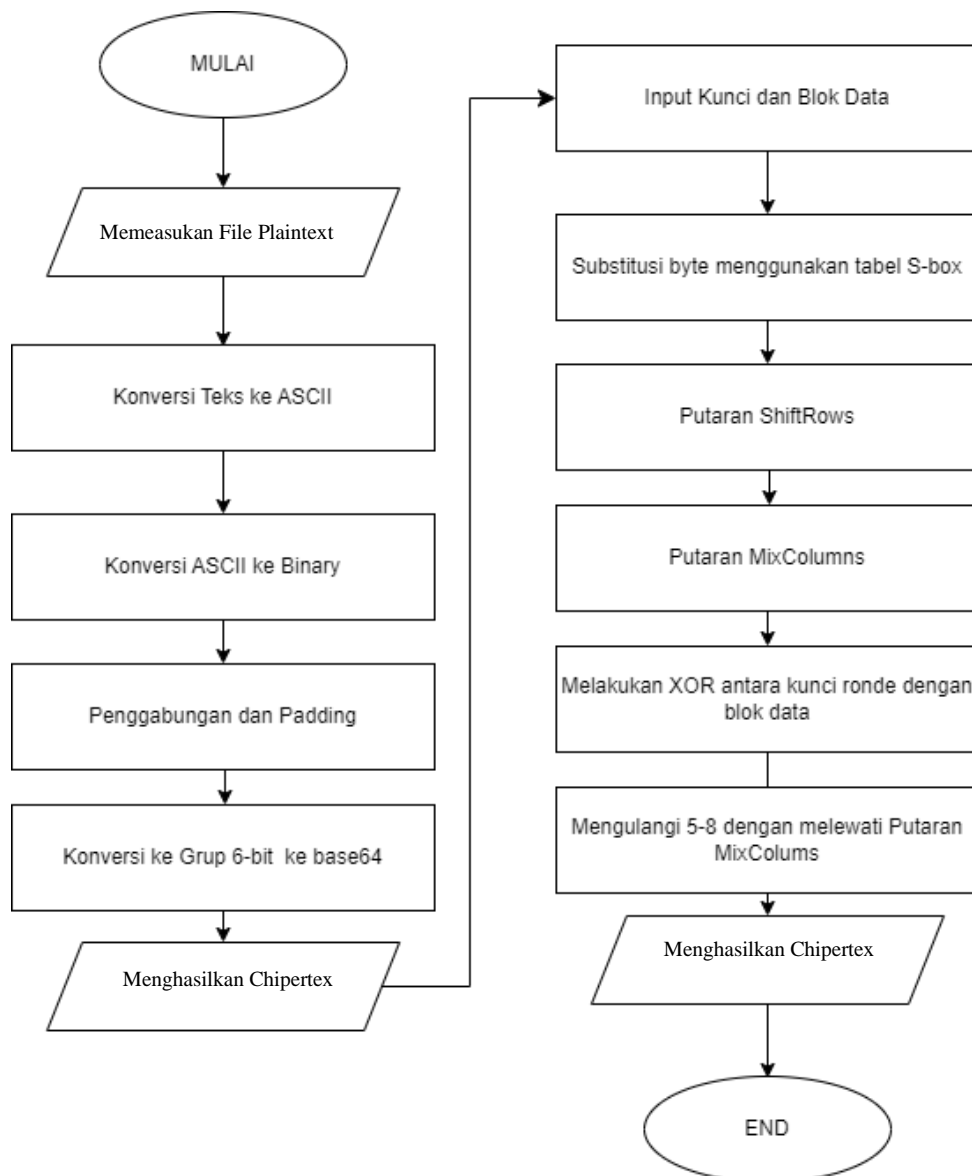 MULAI
Memeasukan File Plaintext
Konversi Teks ke ASCII
Konversi ASCII ke Binary
Penggabungan dan Padding
Konversi ke Grup 6-bit ke base64
Menghasilkan Chipertex
Input Kunci dan Blok Data
Substitusi byte menggunakan tabel S-box
Putaran ShiftRows
Putaran MixColumns
Melakukan XOR antara kunci ronde dengan
blok data
Mengulangi 5-8 dengan melewati Putaran
MixColums
Menghasilkan Chipertex
END